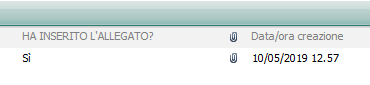 HA INSERITO L'ALLEGATO? Data/ora creazione
Sì 10/05/2019 12.57